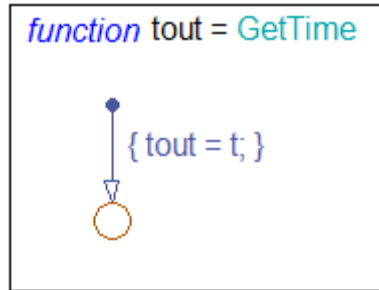 function tout = GetTime
{ tout = t; }